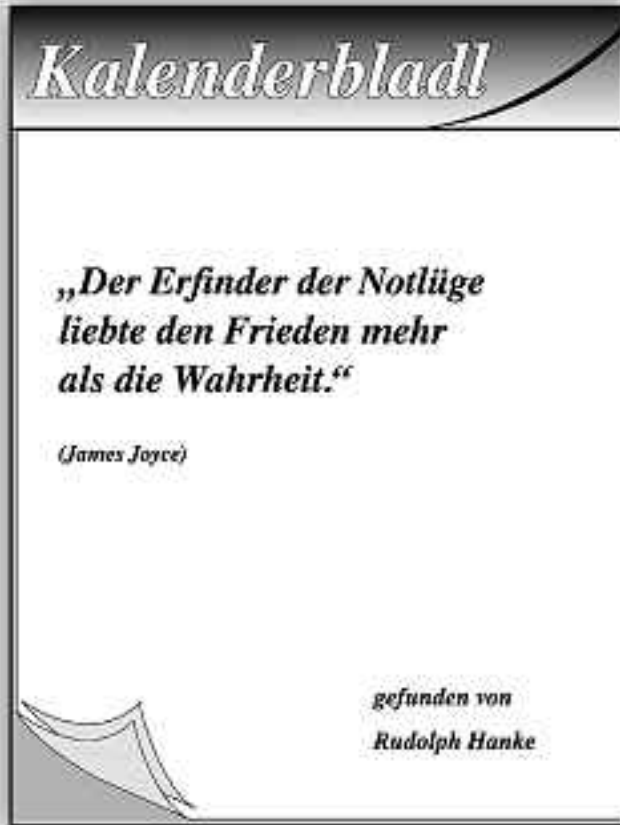 Kalenderbladl
„Der Erfinder der Notlüge
liebte den Frieden mehr
als die Wahrheit.“
(James Joyce)
gefunden von
Rudolph Hanke